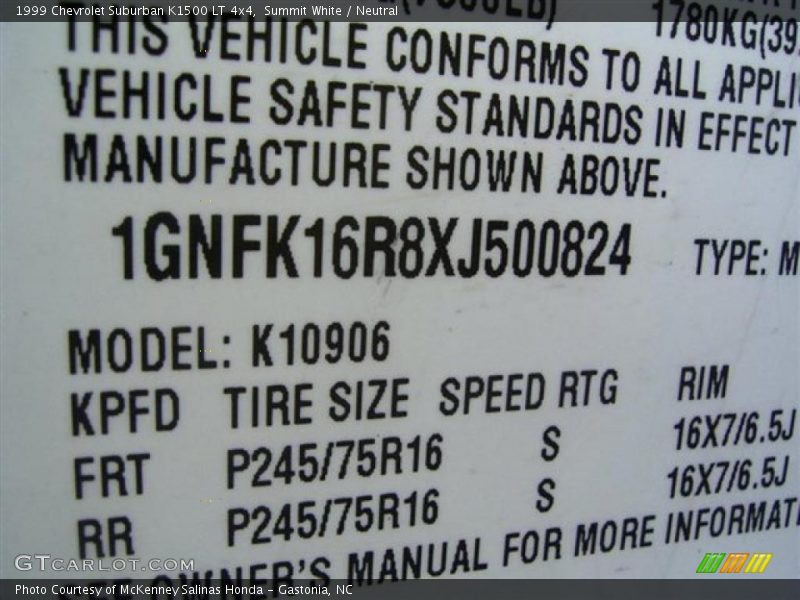 1999 Chevrolet Suburban K1500 LT 4x4, Summit White / Neutral
1780KG(39
THIS VEHICLE CONFORMS TO ALL APPLI
VEHICLE SAFETY STANDARDS IN EFFECT
MANUFACTURE SHOWN ABOVE.
1GNFK16R8XJ500824 TYPE: M
MODEL: K10906
KPFD TIRE SIZE SPEED RTG RIM
FRT P245/75R16 S 16X7/6.5J
RR P245/75R16 S 16X7/6.5J
OWNER'S MANUAL FOR MORE INFORMATI
GTCarLot.com
Photo Courtesy of McKenney Salinas Honda - Gastonia, NC